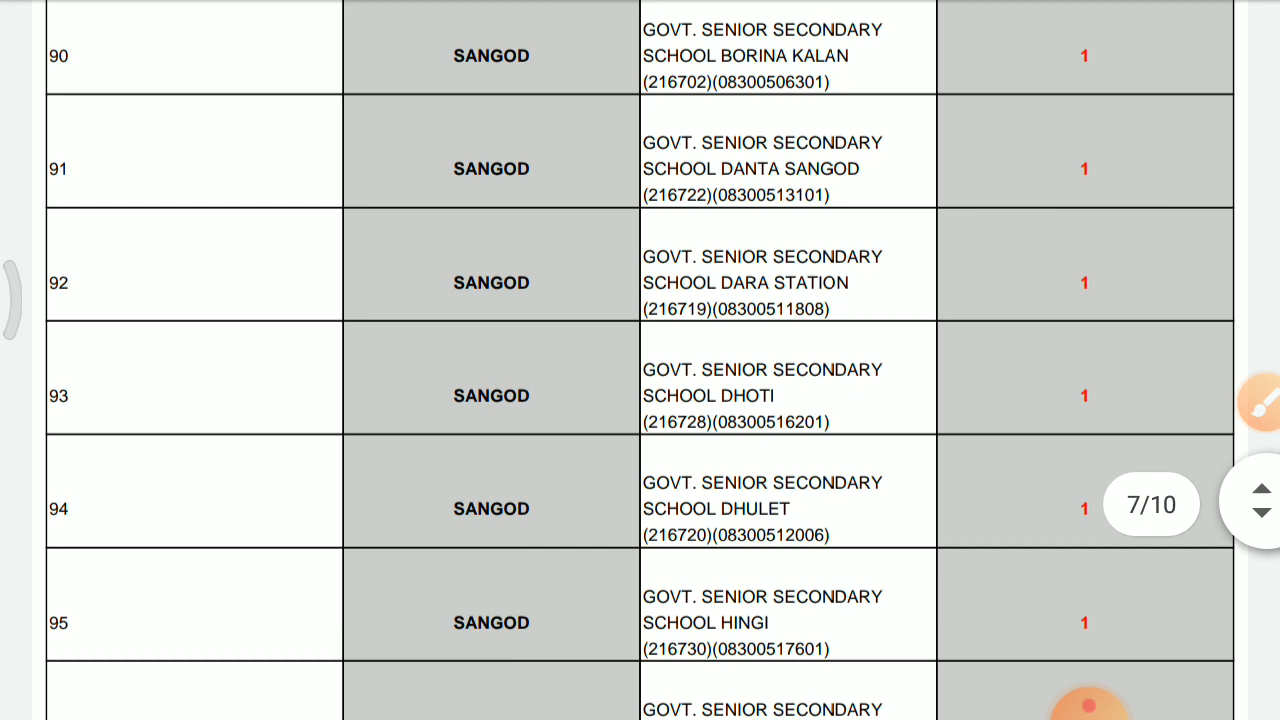 90
SANGOD
GOVT. SENIOR SECONDARY
SCHOOL BORINA KALAN
(216702)(08300506301)
1
91
SANGOD
GOVT. SENIOR SECONDARY
SCHOOL DANTA SANGOD
(216722)(08300513101)
1
92
SANGOD
GOVT. SENIOR SECONDARY
SCHOOL DARA STATION
(216719)(08300511808)
1
93
SANGOD
GOVT. SENIOR SECONDARY
SCHOOL DHOTI
(216728)(08300516201)
1
94
SANGOD
GOVT. SENIOR SECONDARY
SCHOOL DHULET
(216720)(08300512006)
1
7/10
95
SANGOD
GOVT. SENIOR SECONDARY
SCHOOL HINGI
(216730)(08300517601)
1
GOVT. SENIOR SECONDARY